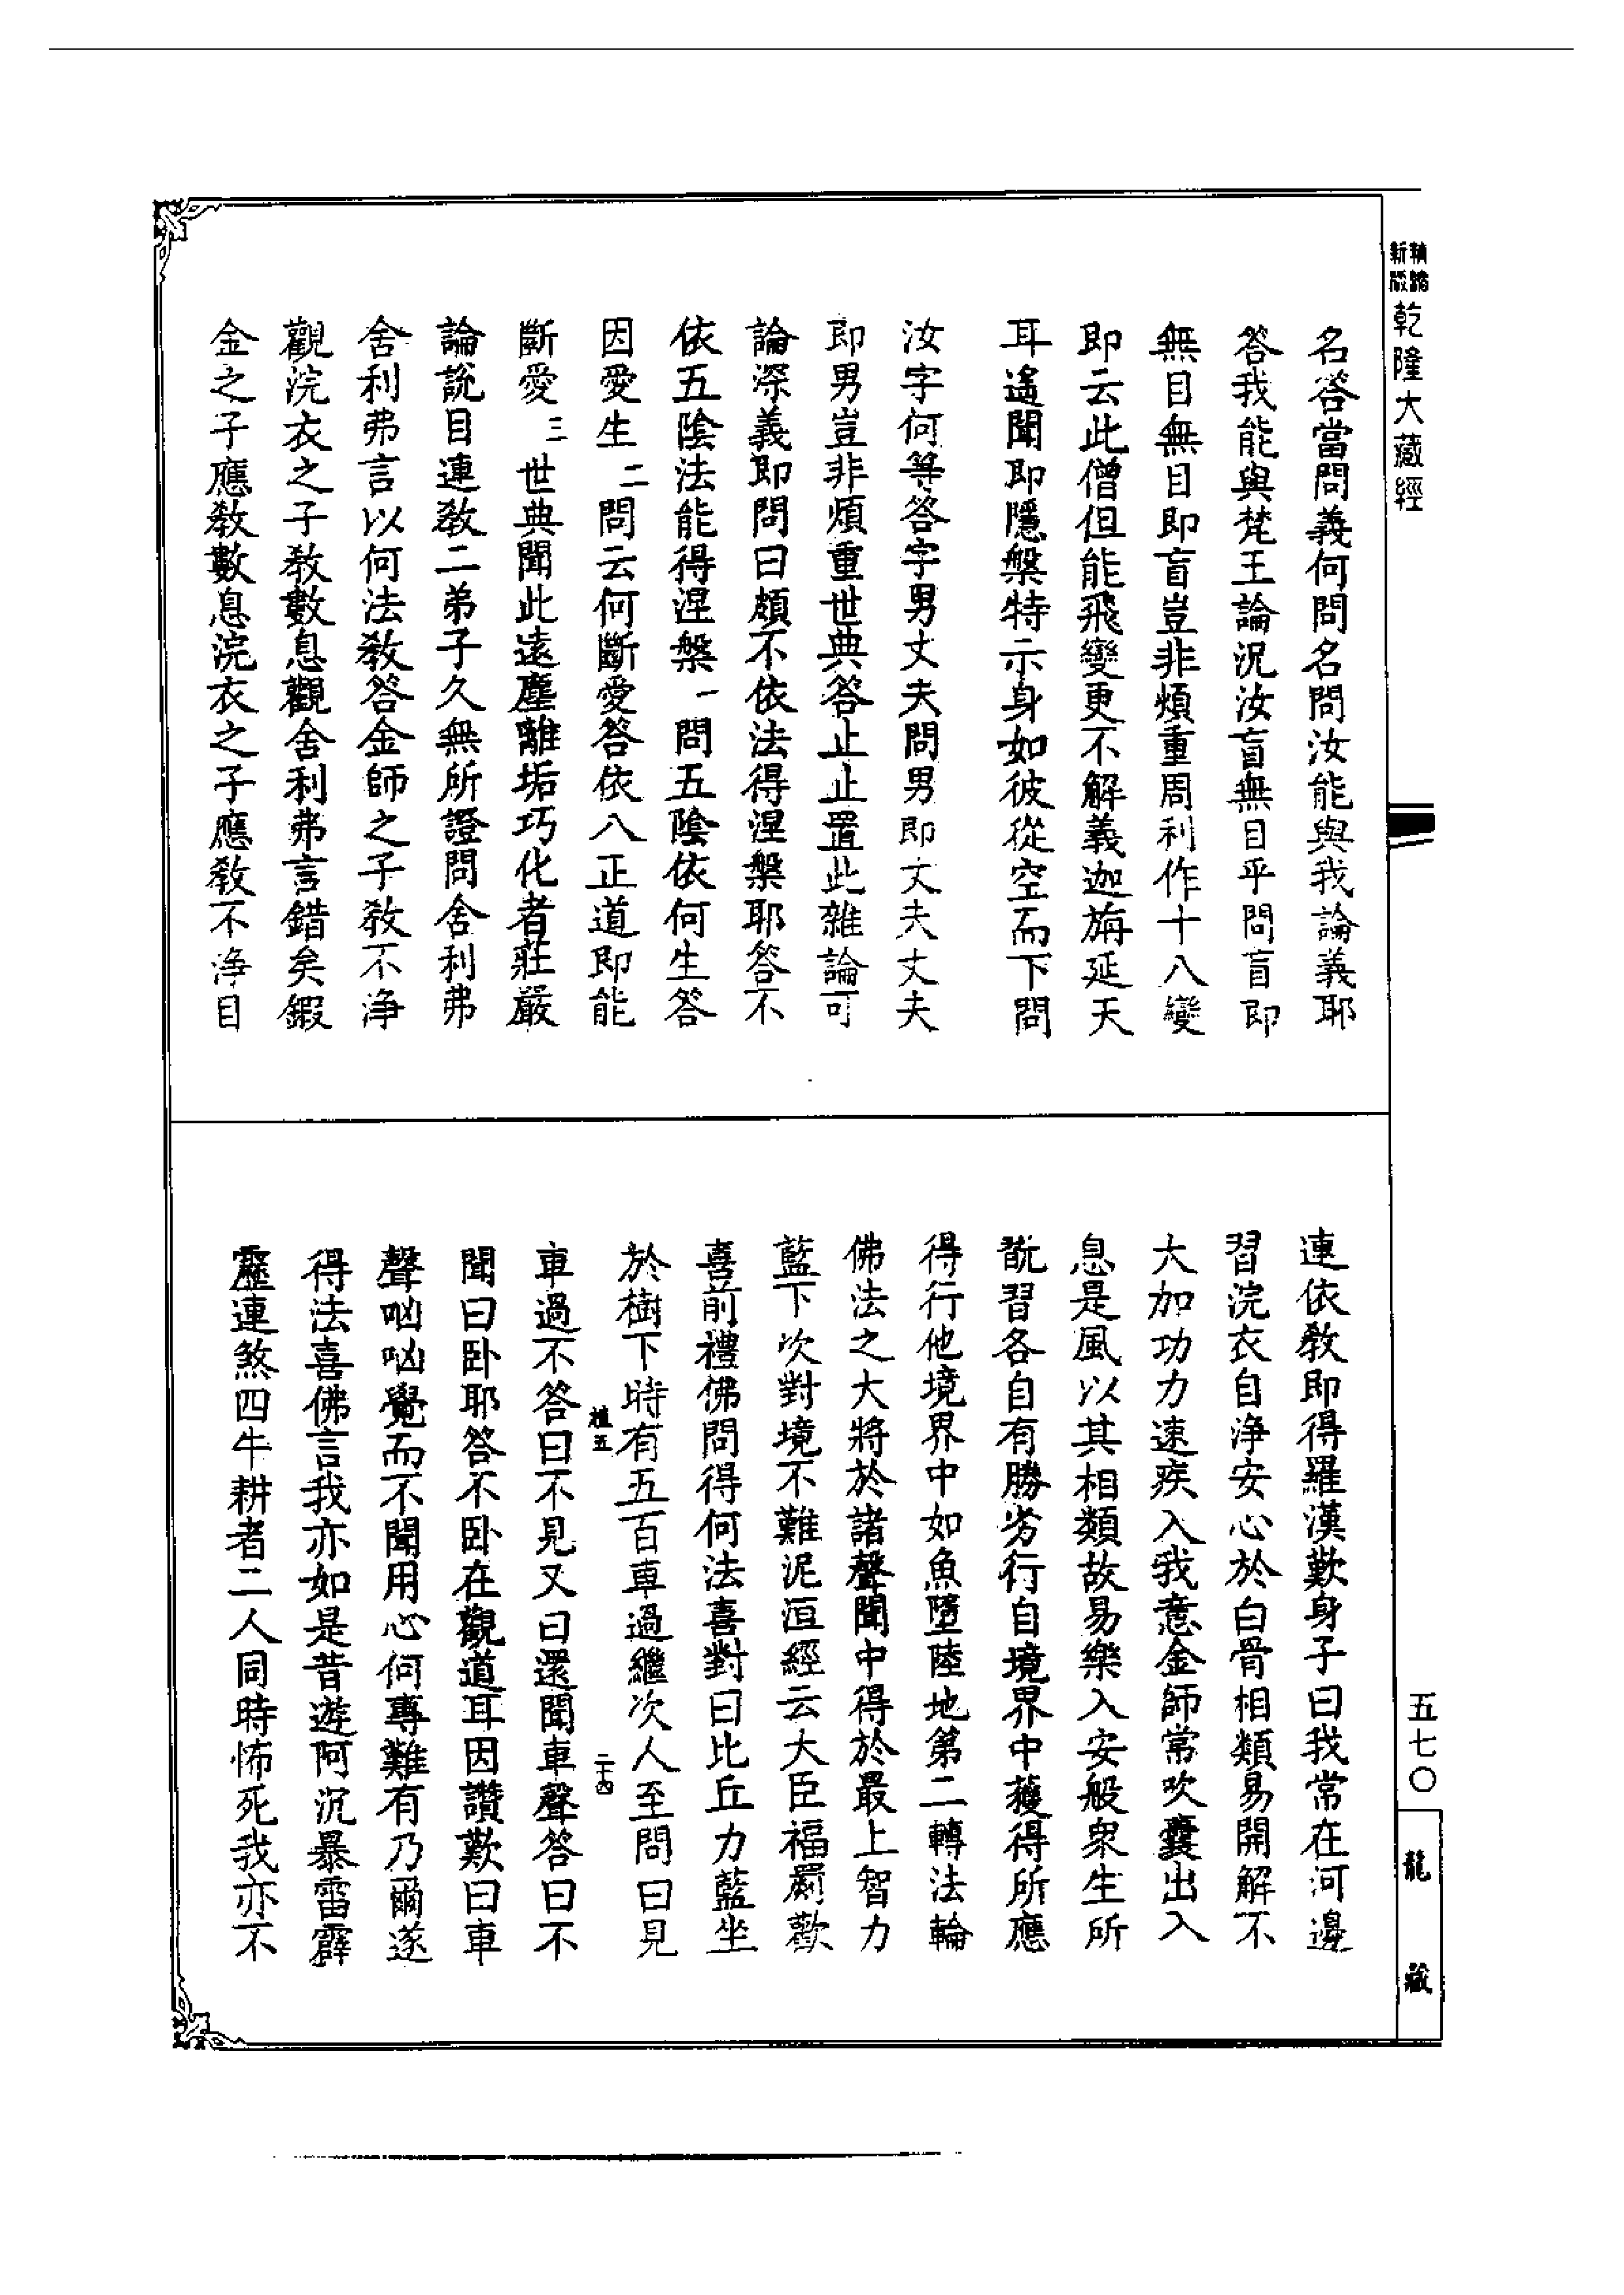 精縮
新版
乾隆大藏經
名答當問義何問名問汝能與我論義耶
答我能與梵王論況汝盲無目乎問盲即
無目無目即盲豈非煩重周利作十八變
即云此僧但能飛變更不解義迦旃延天
耳遙聞即隱槃特示身如彼從空而下問
汝字何等答字男丈夫問男即丈夫丈夫
即男豈非煩重世典答止止置此雜論可
論深義即問曰頗不依法得涅槃耶答不
依五陰法能得涅槃一問五陰依何生答
因愛生二問云何斷愛答依八正道即能
斷愛三世典聞此遠塵離垢巧化者莊嚴
論說目連教二弟子久無所證問舍利弗
舍利弗言以何法教答金師之子教不淨
觀浣衣之子教數息觀舍利弗言錯矣鍛
金之子應教數息浣衣之子應教不淨目
連依教即得羅漢歎身子曰我常在河邊
習浣衣自淨安心於白骨相類易開解不
大加功力速疾入我意金師常吹囊出入
息是風以其相類故易樂入安般衆生所
翫習各自有勝劣行自境界中獲得所應
得行他境界中如魚墮陸地第二轉法輪
佛法之大將於諸聲聞中得於最上智力
藍下次對境不難泥洹經云大臣福罽歡
喜前禮佛問得何法喜對曰比丘力藍坐
於樹下時有五百車過繼次人至問曰見
植五
二十四
車過不答曰不見又曰還聞車聲答曰不
聞曰卧耶答不卧在觀道耳因讚歎曰車
聲㕼㕼覺而不聞用心何專難有乃爾遂
得法喜佛言我亦如是昔遊阿沉暴雷霹
靂連煞四牛耕者二人同時怖死我亦不
五七〇
龍藏